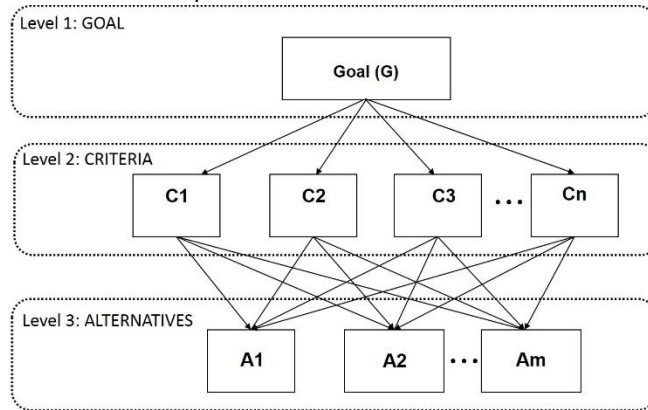 Level 1: GOAL
Goal (G)
Level 2: CRITERIA
C1 C2 C3 ... Cn
Level 3: ALTERNATIVES
A1 A2 ... Am